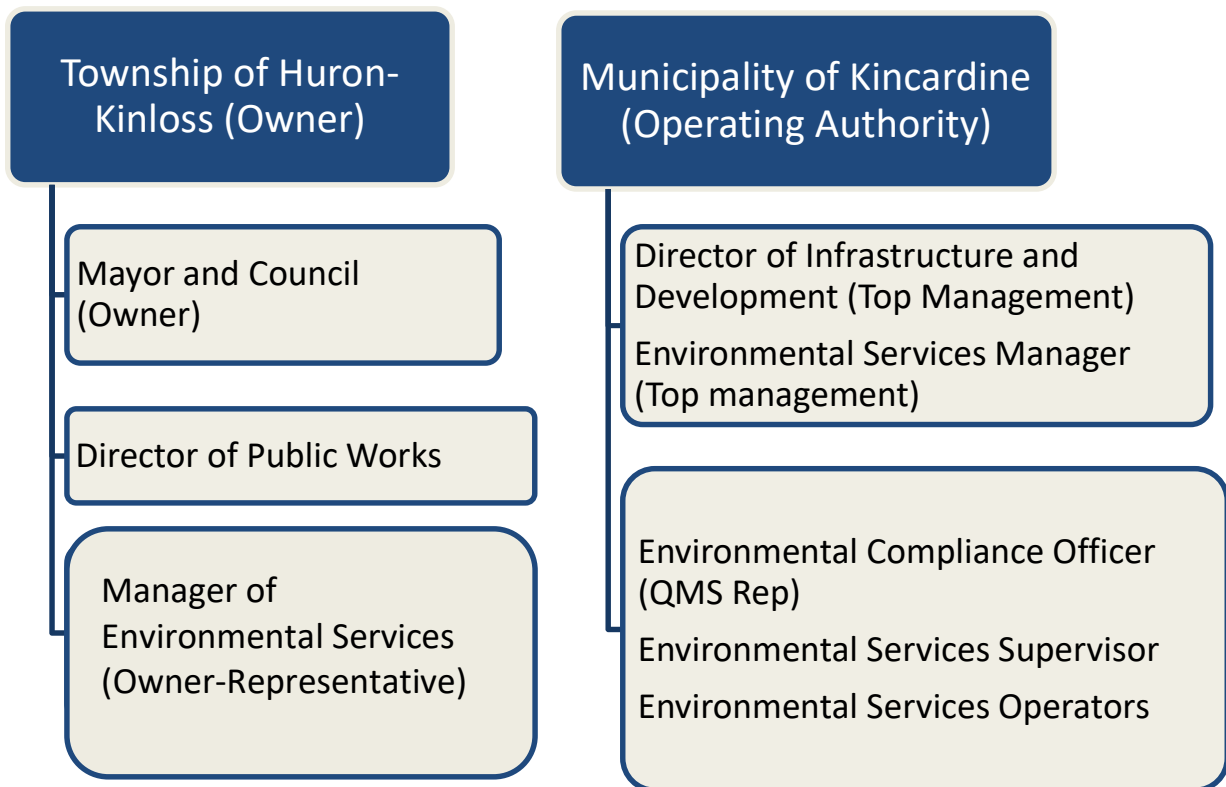 Township of Huron-
Kinloss (Owner)
Mayor and Council
(Owner)
Director of Public Works
Manager of
Environmental Services
(Owner-Representative)
Municipality of Kincardine
(Operating Authority)
Director of Infrastructure and
Development (Top Management)
Environmental Services Manager
(Top management)
Environmental Compliance Officer
(QMS Rep)
Environmental Services Supervisor
Environmental Services Operators